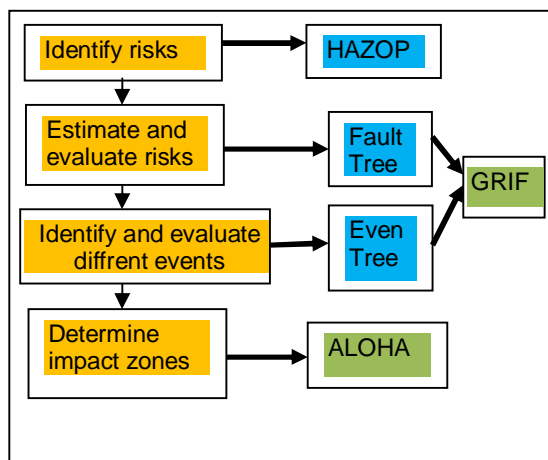 Identify risks
HAZOP
Estimate and
evaluate risks
Fault
Tree
GRIF
Identify and evaluate
diffrent events
Even
Tree
Determine
impact zones
ALOHA